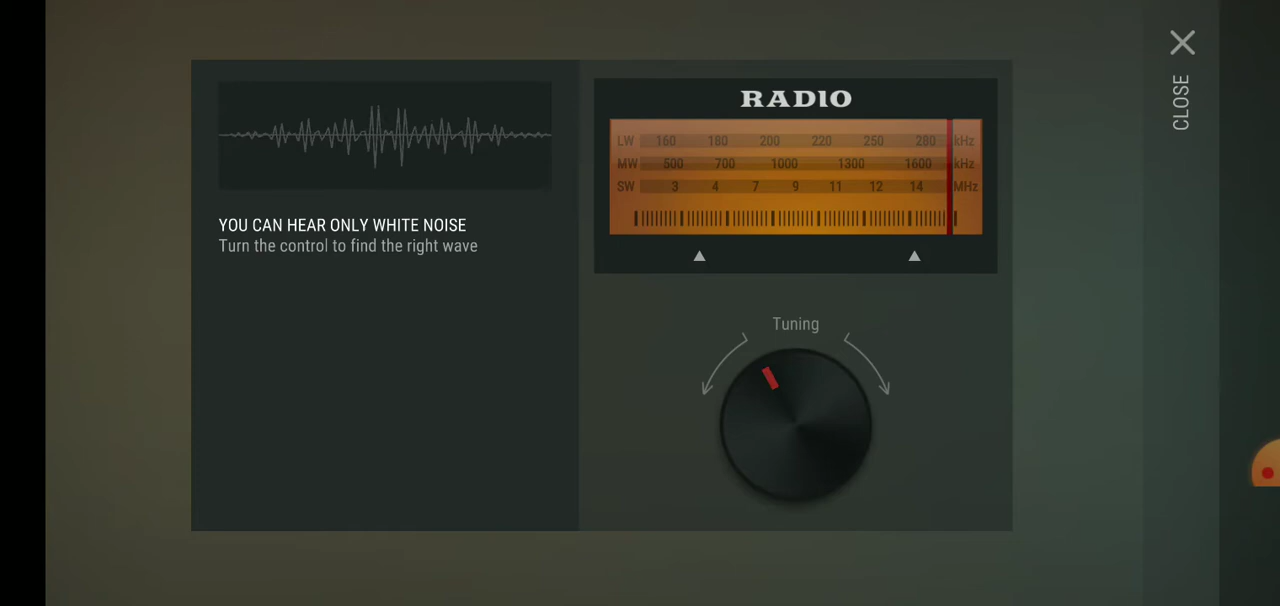 RADIO
LW 160 180 200 220 250 280 kHz
MW 500 700 1000 1300 1600 kHz
SW 3 4 7 9 11 12 14 MHz
YOU CAN HEAR ONLY WHITE NOISE
Turn the control to find the right wave
Tuning
CLOSE